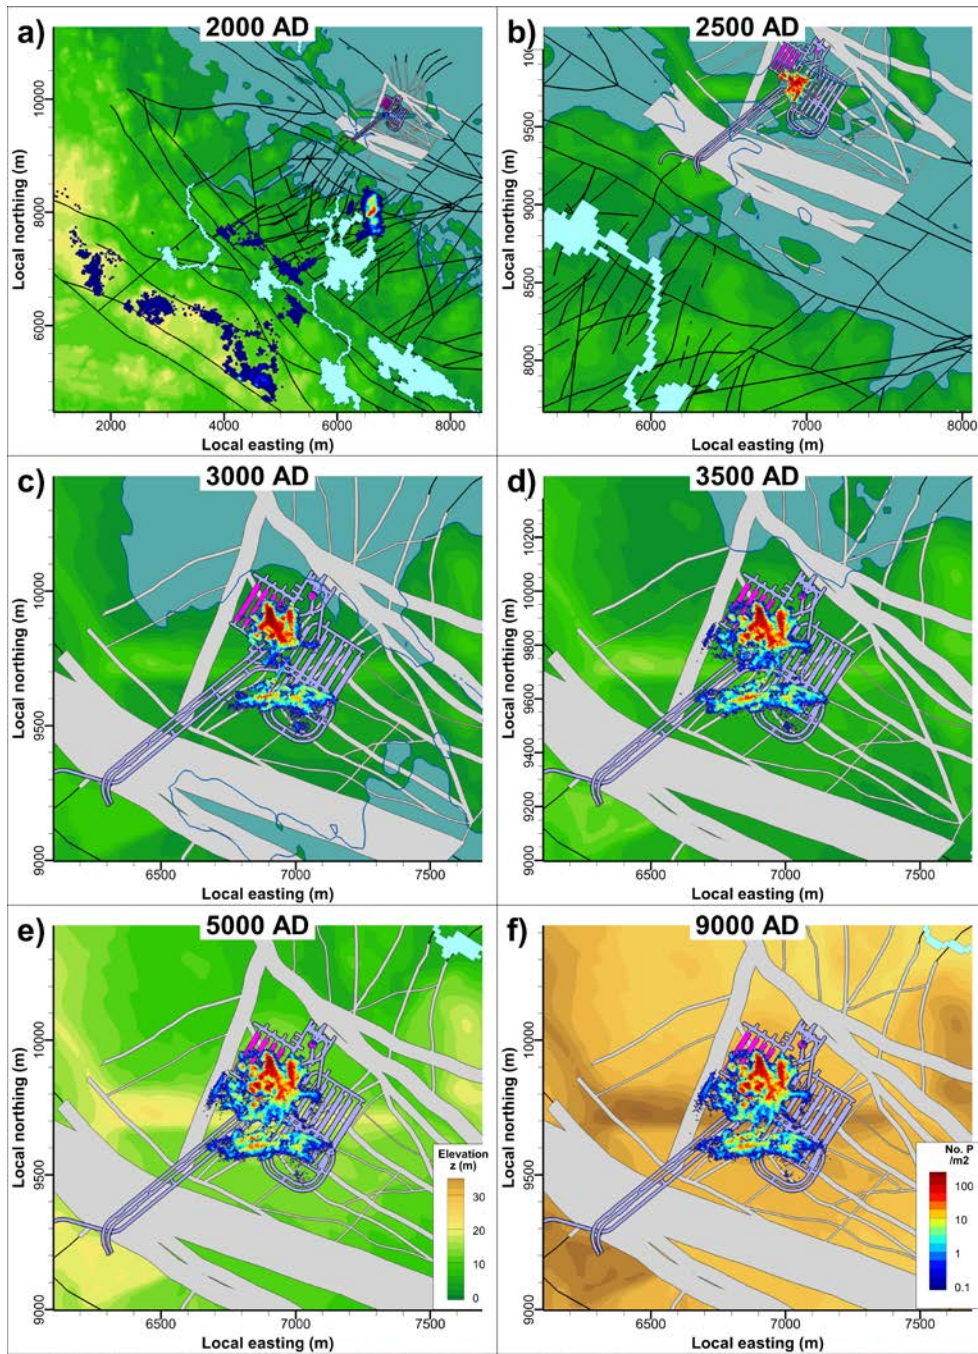 a) 2000 AD
Local northing (m)
10000
8000
6000
2000 4000 6000 8000
Local easting (m)
b) 2500 AD
Local northing (m)
10000
9500
9000
8500
8000
6000 7000 8000
Local easting (m)
c) 3000 AD
Local northing (m)
10000
9500
9000
6500 7000 7500
Local easting (m)
d) 3500 AD
Local northing (m)
10200
10000
9800
9600
9400
9200
9000
6500 7000 7500
Local easting (m)
e) 5000 AD
Local northing (m)
10000
9500
9000
6500 7000 7500
Local easting (m)
Elevation
z (m)
30
20
10
0
f) 9000 AD
Local northing (m)
10000
9500
9000
6500 7000 7500
Local easting (m)
No. P
/m2
100
10
1
0.1